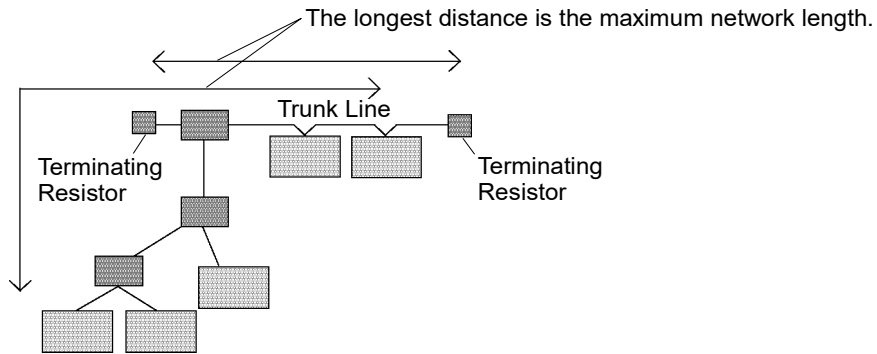 The longest distance is the maximum network length.
Trunk Line
Terminating
Resistor
Terminating
Resistor